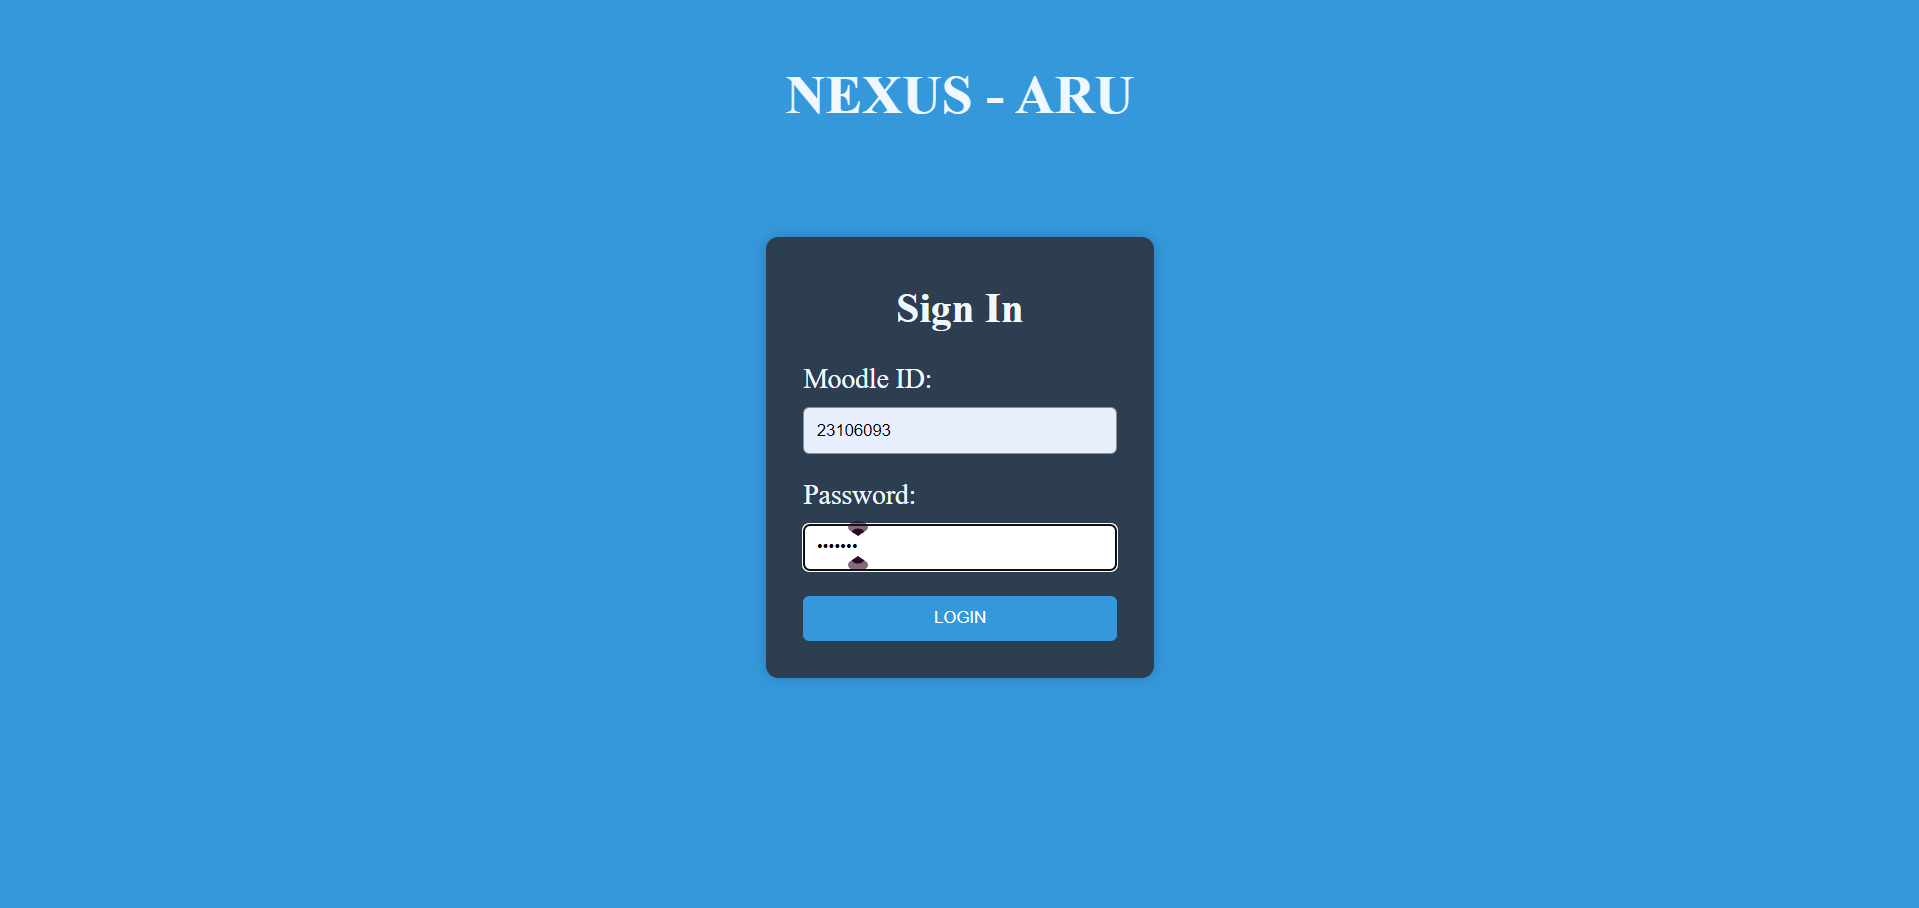 NEXUS - ARU
Sign In
Moodle ID:
23106093
Password:
•••••••
LOGIN